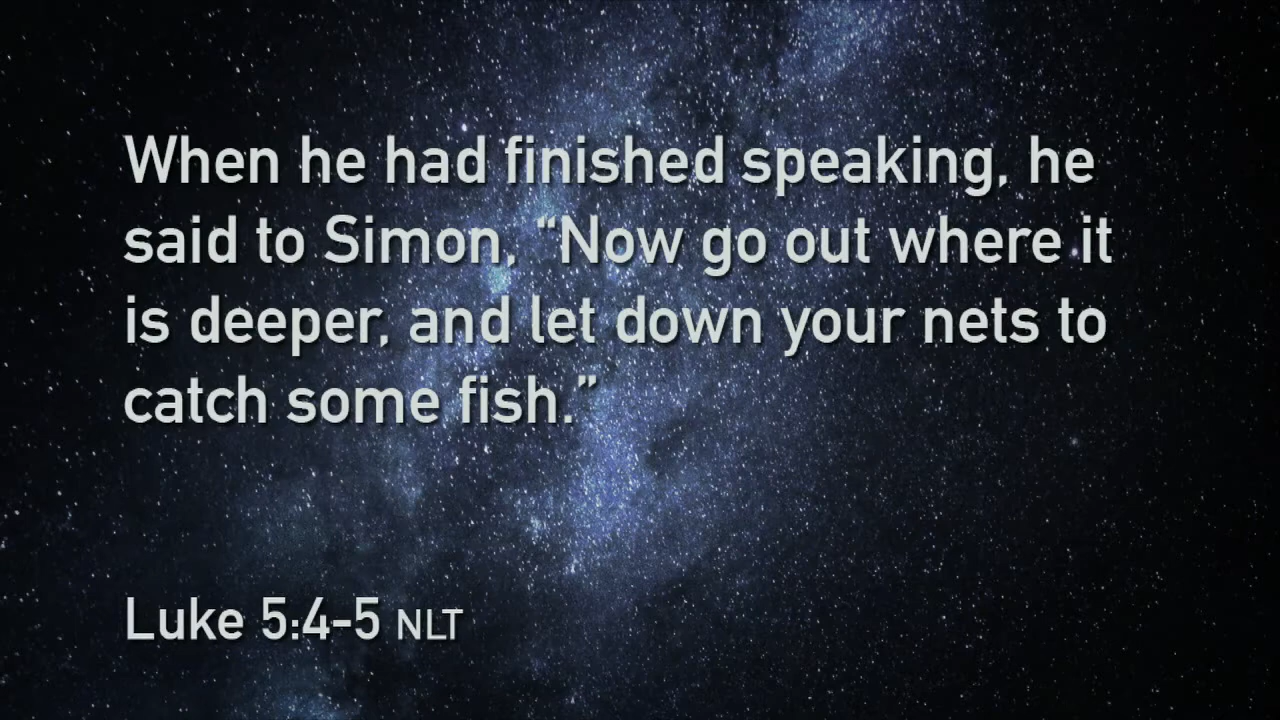 When he had finished speaking, he
said to Simon, “Now go out where it
is deeper, and let down your nets to
catch some fish.”
Luke 5:4-5 NLT